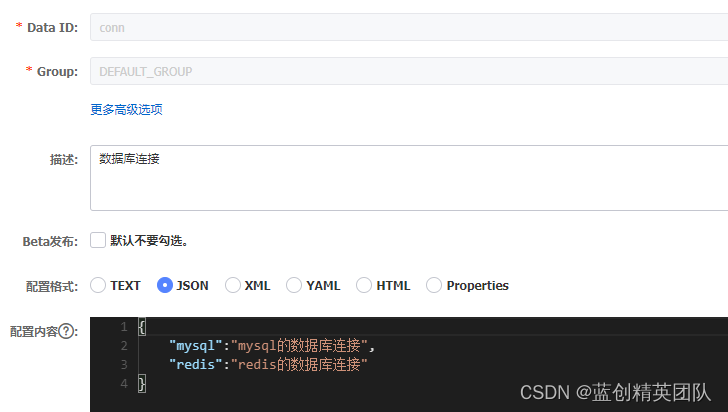 * Data ID: conn
* Group: DEFAULT_GROUP
更多高级选项
描述: 数据库连接
Beta发布: 默认不要勾选。
配置格式: TEXT JSON XML YAML HTML Properties
配置内容?: 1 {
2 "mysql":"mysql的数据库连接",
3 "redis":"redis的数据库连接"
4 }
CSDN @蓝创精英团队